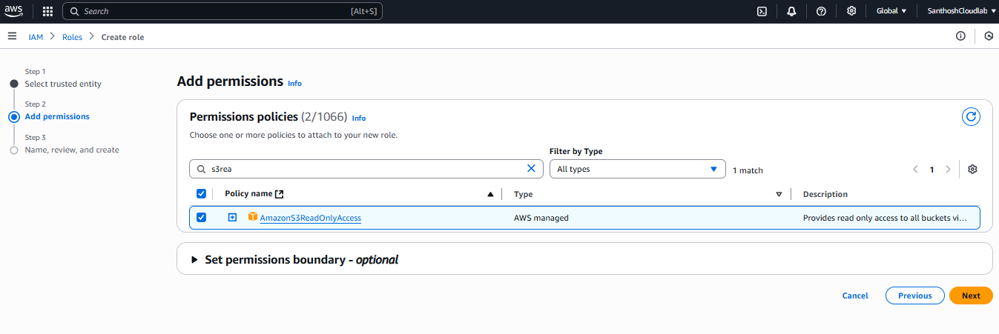 aws Search [Alt+S] Global ▼ SanthoshCloudlab ▼
IAM > Roles > Create role
Step 1
Select trusted entity
Step 2
Add permissions
Step 3
Name, review, and create
Add permissions Info
Permissions policies (2/1066) Info
Choose one or more policies to attach to your new role.
Filter by Type
s3rea All types 1 match 1
Policy name Type Description
AmazonS3ReadOnlyAccess AWS managed Provides read only access to all buckets vi...
Set permissions boundary - optional
Cancel Previous Next